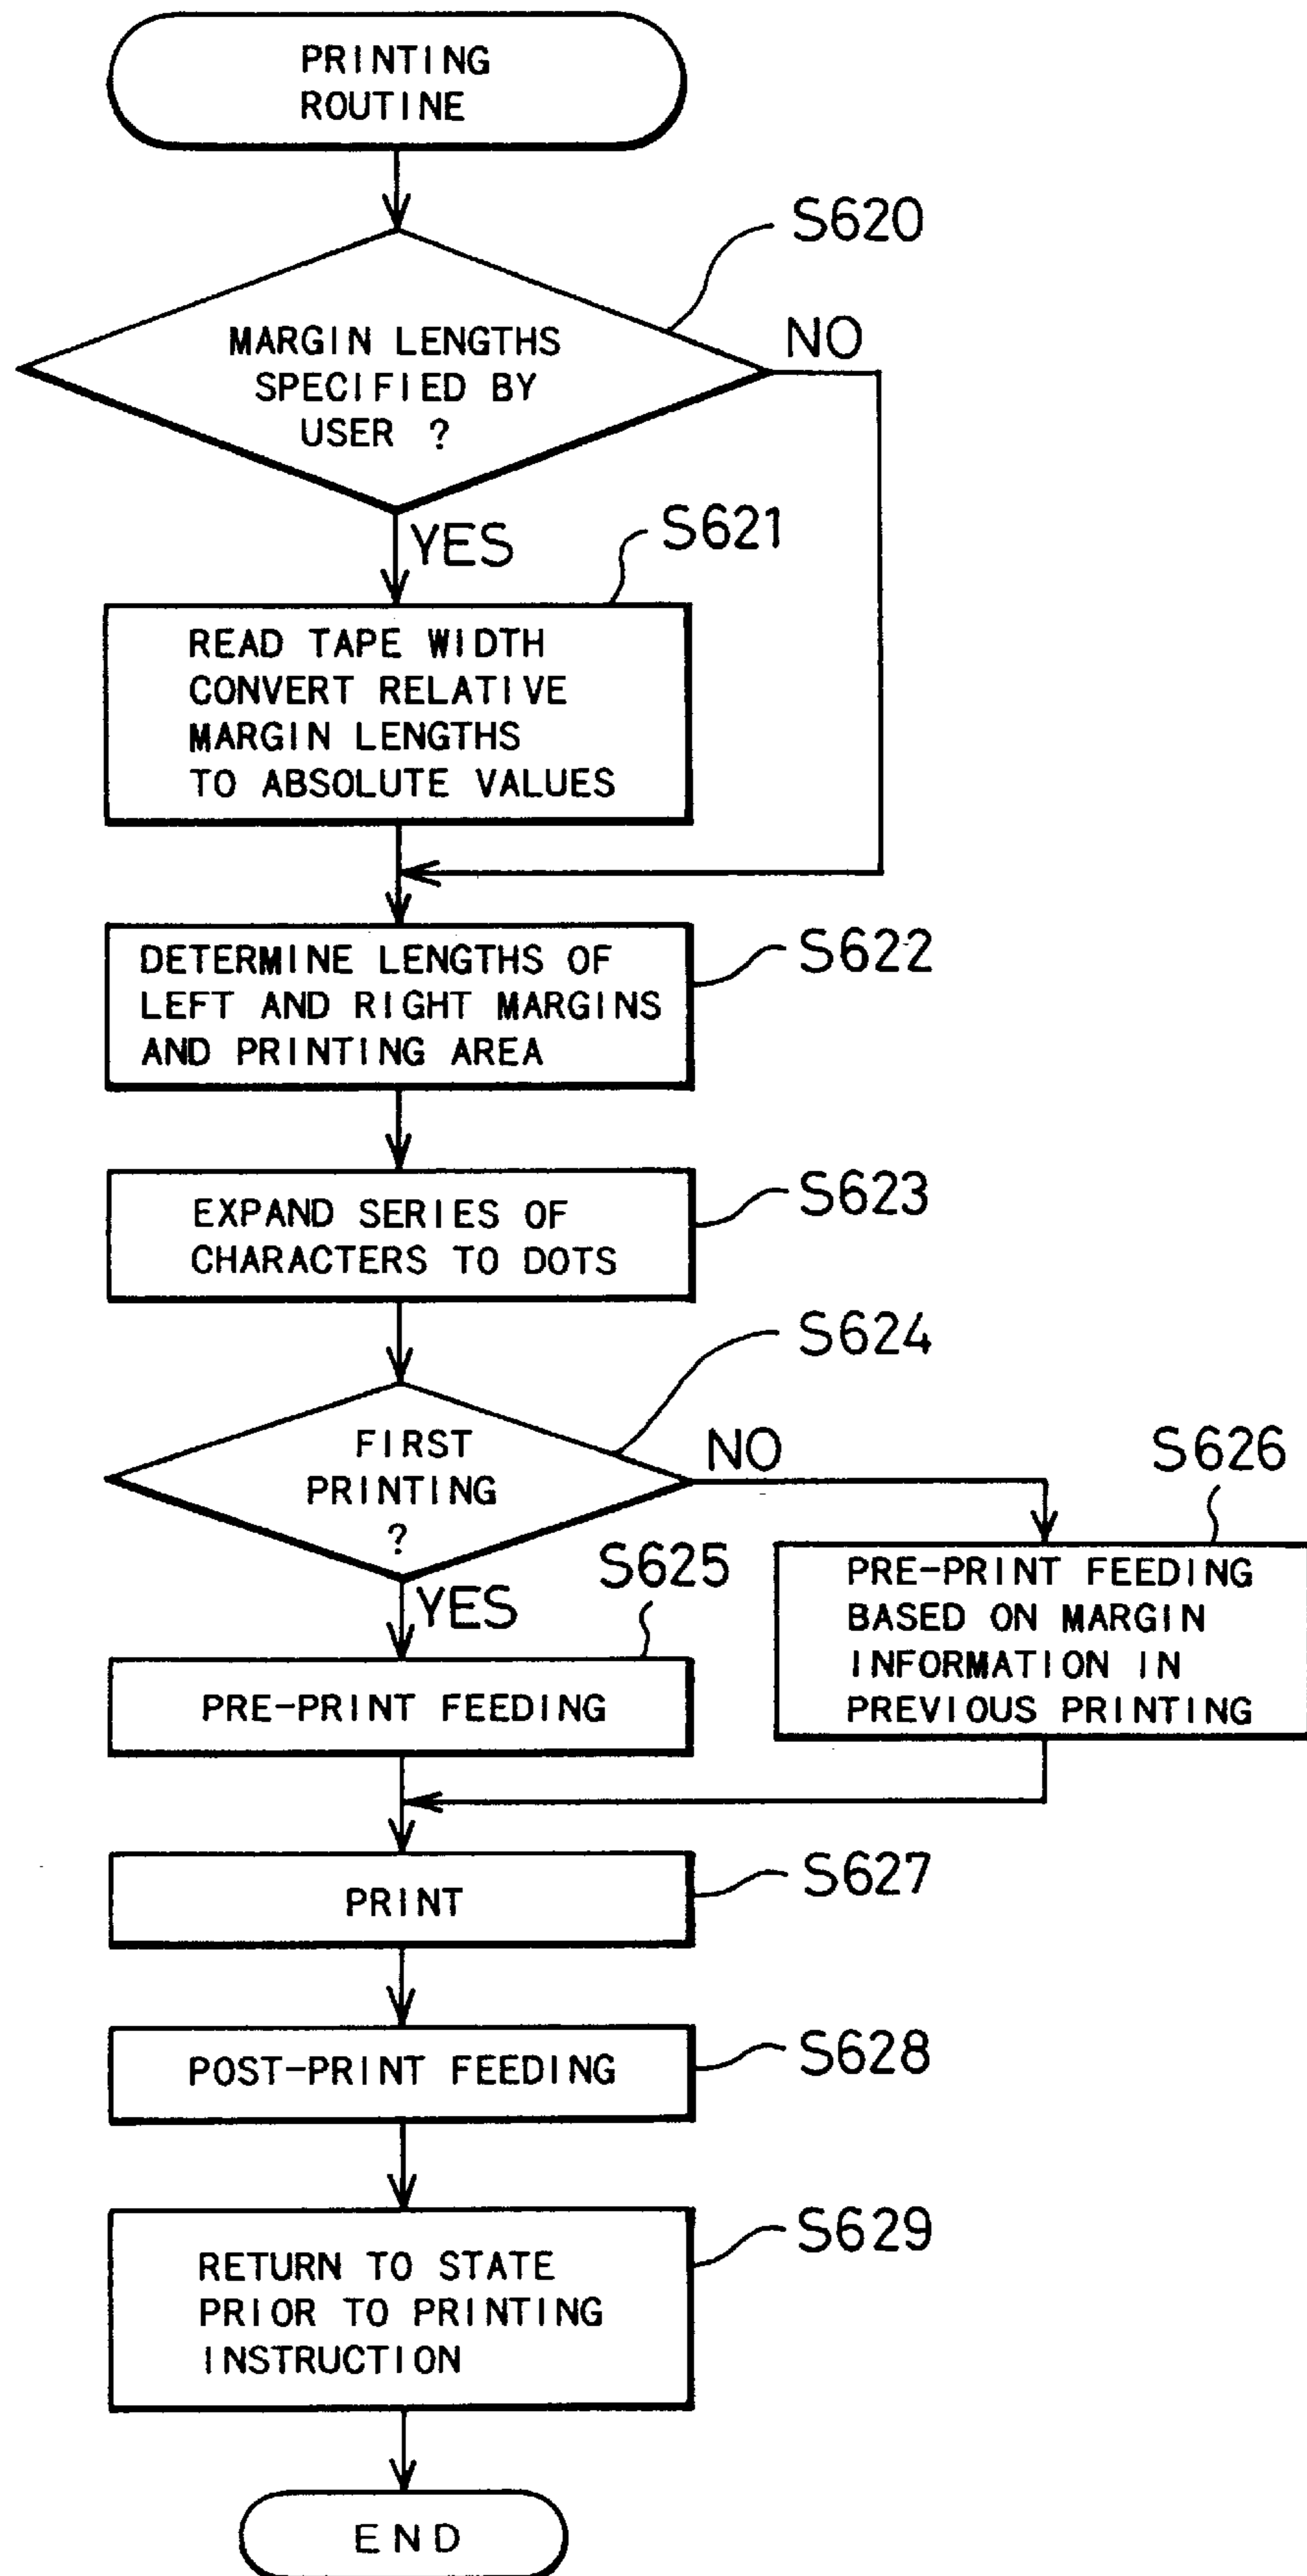 PRINTING
ROUTINE
S620
MARGIN LENGTHS
SPECIFIED BY
USER ?
NO
YES
S621
READ TAPE WIDTH
CONVERT RELATIVE
MARGIN LENGTHS
TO ABSOLUTE VALUES
S622
DETERMINE LENGTHS OF
LEFT AND RIGHT MARGINS
AND PRINTING AREA
S623
EXPAND SERIES OF
CHARACTERS TO DOTS
S624
FIRST
PRINTING
?
NO
YES
S625
PRE-PRINT FEEDING
S626
PRE-PRINT FEEDING
BASED ON MARGIN
INFORMATION IN
PREVIOUS PRINTING
S627
PRINT
S628
POST-PRINT FEEDING
S629
RETURN TO STATE
PRIOR TO PRINTING
INSTRUCTION
END